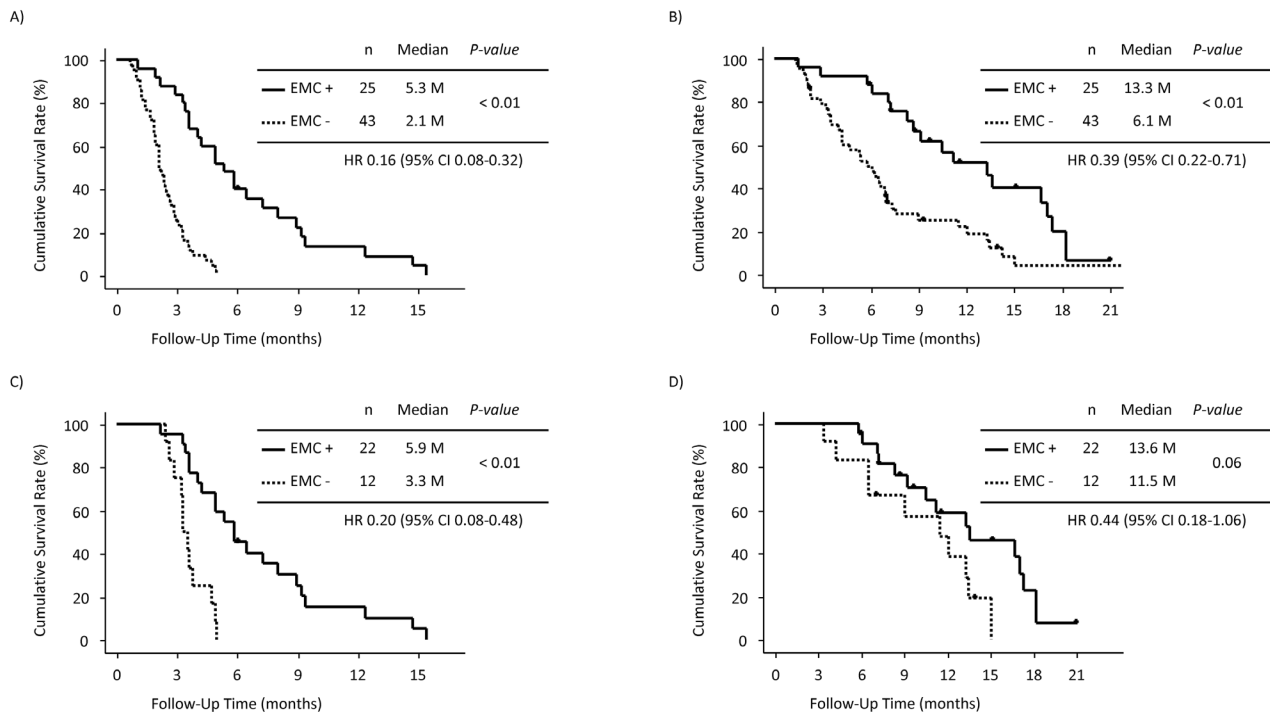 A)
n Median P-value
EMC + 25 5.3 M
< 0.01
EMC - 43 2.1 M
HR 0.16 (95% CI 0.08-0.32)
Cumulative Survival Rate (%)
100
80
60
40
20
0
0 3 6 9 12 15
Follow-Up Time (months)
B)
n Median P-value
EMC + 25 13.3 M
< 0.01
EMC - 43 6.1 M
HR 0.39 (95% CI 0.22-0.71)
Cumulative Survival Rate (%)
100
80
60
40
20
0
0 3 6 9 12 15 18 21
Follow-Up Time (months)
C)
n Median P-value
EMC + 22 5.9 M
< 0.01
EMC - 12 3.3 M
HR 0.20 (95% CI 0.08-0.48)
Cumulative Survival Rate (%)
100
80
60
40
20
0
0 3 6 9 12 15
Follow-Up Time (months)
D)
n Median P-value
EMC + 22 13.6 M
0.06
EMC - 12 11.5 M
HR 0.44 (95% CI 0.18-1.06)
Cumulative Survival Rate (%)
100
80
60
40
20
0
0 3 6 9 12 15 18 21
Follow-Up Time (months)